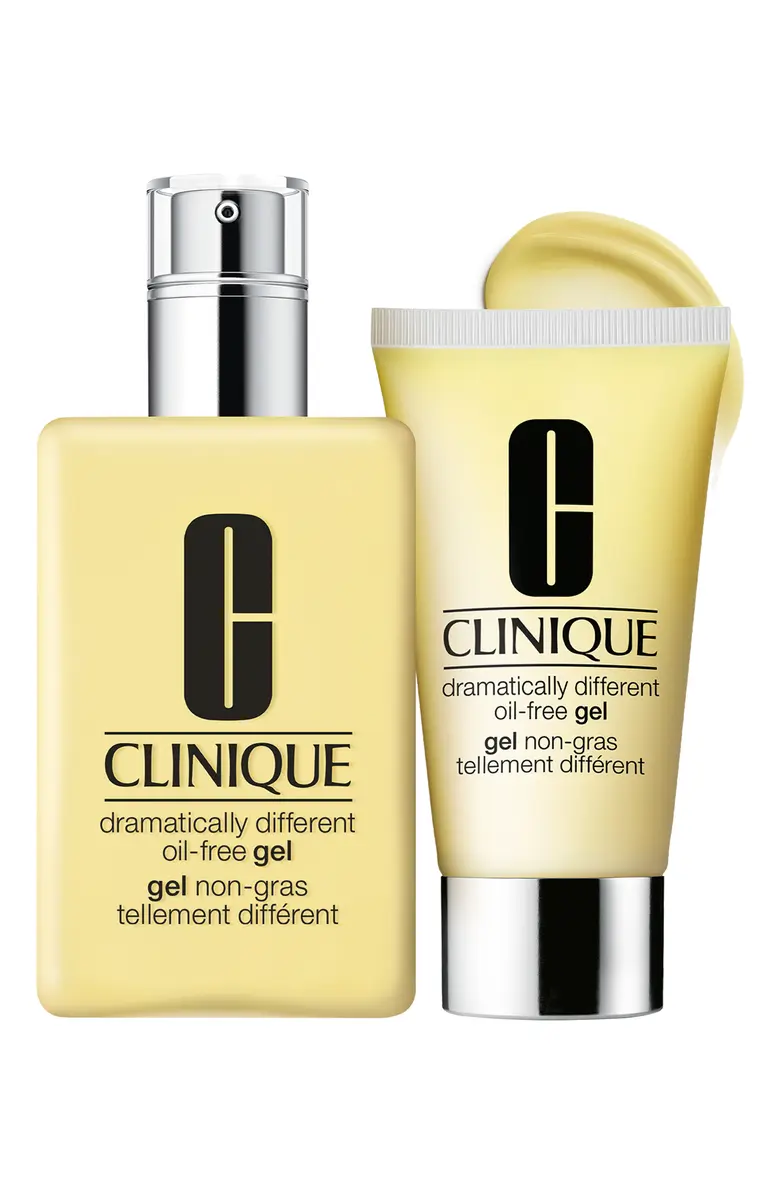 C
CLINIQUE
dramatically different
oil-free gel
gel non-gras
tellement différent
C
CLINIQUE
dramatically different
oil-free gel
gel non-gras
tellement différent